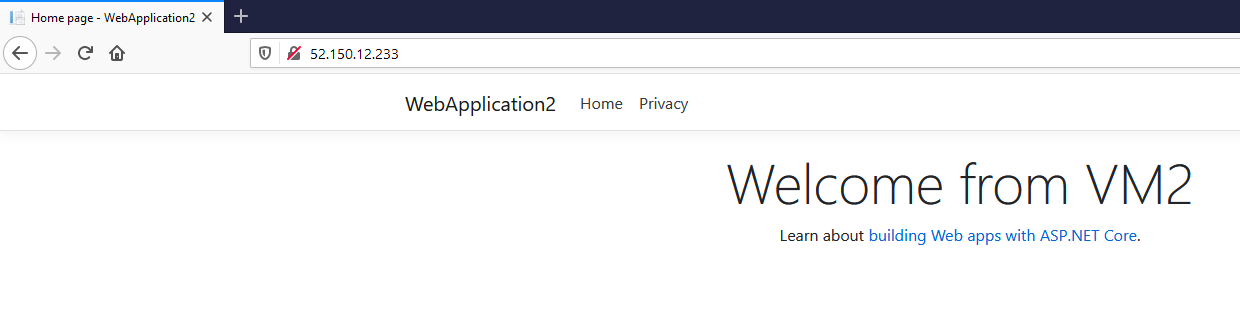 Home page - WebApplication2
52.150.12.233
WebApplication2 Home Privacy
Welcome from VM2
Learn about building Web apps with ASP.NET Core.